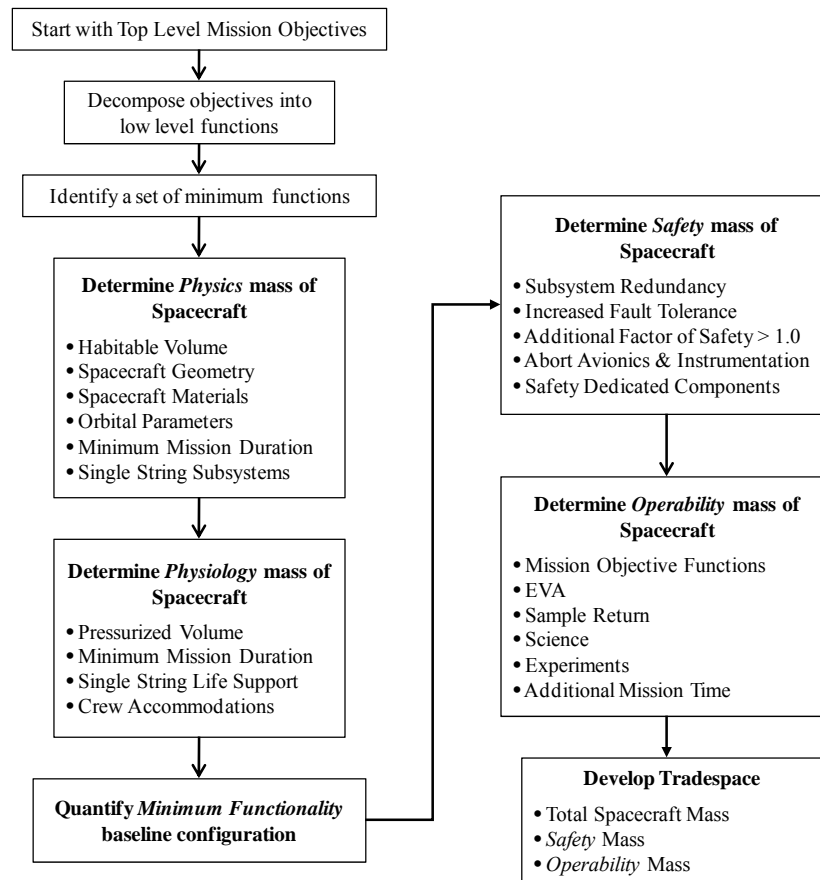 Start with Top Level Mission Objectives
Decompose objectives into
low level functions
Identify a set of minimum functions
Determine Physics mass of
Spacecraft
• Habitable Volume
• Spacecraft Geometry
• Spacecraft Materials
• Orbital Parameters
• Minimum Mission Duration
• Single String Subsystems
Determine Physiology mass of
Spacecraft
• Pressurized Volume
• Minimum Mission Duration
• Single String Life Support
• Crew Accommodations
Quantify Minimum Functionality
baseline configuration
Determine Safety mass of
Spacecraft
• Subsystem Redundancy
• Increased Fault Tolerance
• Additional Factor of Safety > 1.0
• Abort Avionics & Instrumentation
• Safety Dedicated Components
Determine Operability mass of
Spacecraft
• Mission Objective Functions
• EVA
• Sample Return
• Science
• Experiments
• Additional Mission Time
Develop Tradespace
• Total Spacecraft Mass
• Safety Mass
• Operability Mass